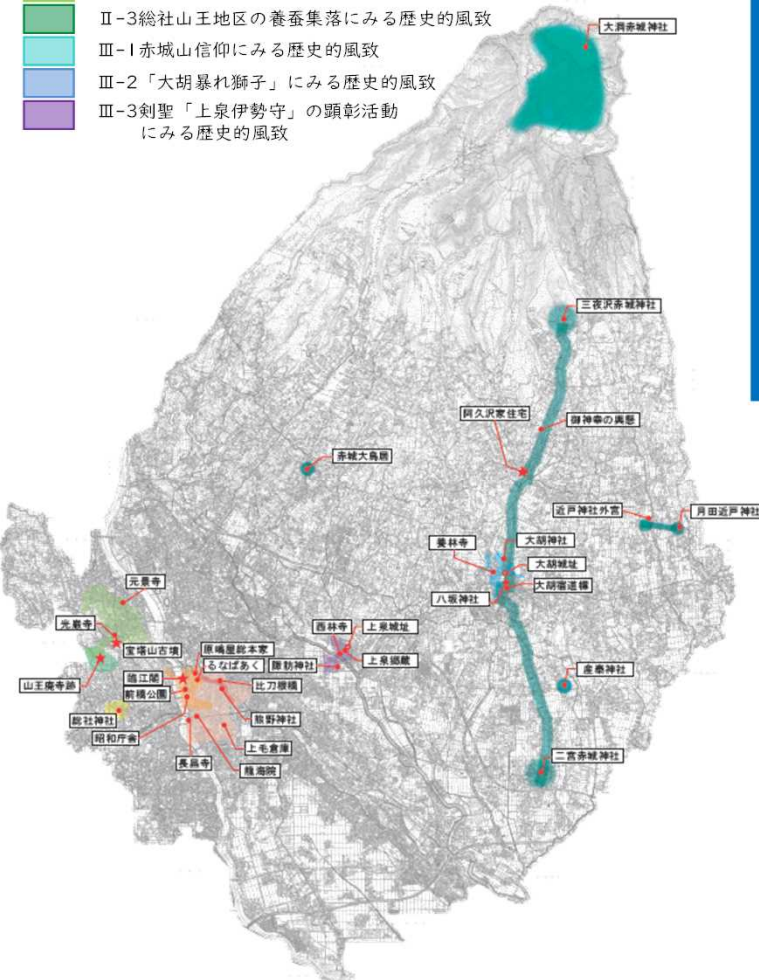 Ⅱ-3総社山王地区の養蚕集落にみる歴史的風致
Ⅲ-1赤城山信仰にみる歴史的風致
Ⅲ-2「大胡暴れ獅子」にみる歴史的風致
Ⅲ-3剣聖「上泉伊勢守」の顕彰活動
にみる歴史的風致
大洞赤城神社
三夜沢赤城神社
阿久沢家住宅
御神幸の輿懸
赤城大鳥居
近戸神社外宮
月田近戸神社
養林寺
大胡神社
大胡城址
大胡宿道標
八坂神社
元景寺
光巌寺
宝塔山古墳
西林寺
上泉城址
原嶋屋総本家
るなぱあく
諏訪神社
上泉郷蔵
山王廃寺跡
臨江閣
前橋公園
比刀根橋
産泰神社
総社神社
昭和庁舎
熊野神社
上毛倉庫
長昌寺
龍海院
二宮赤城神社